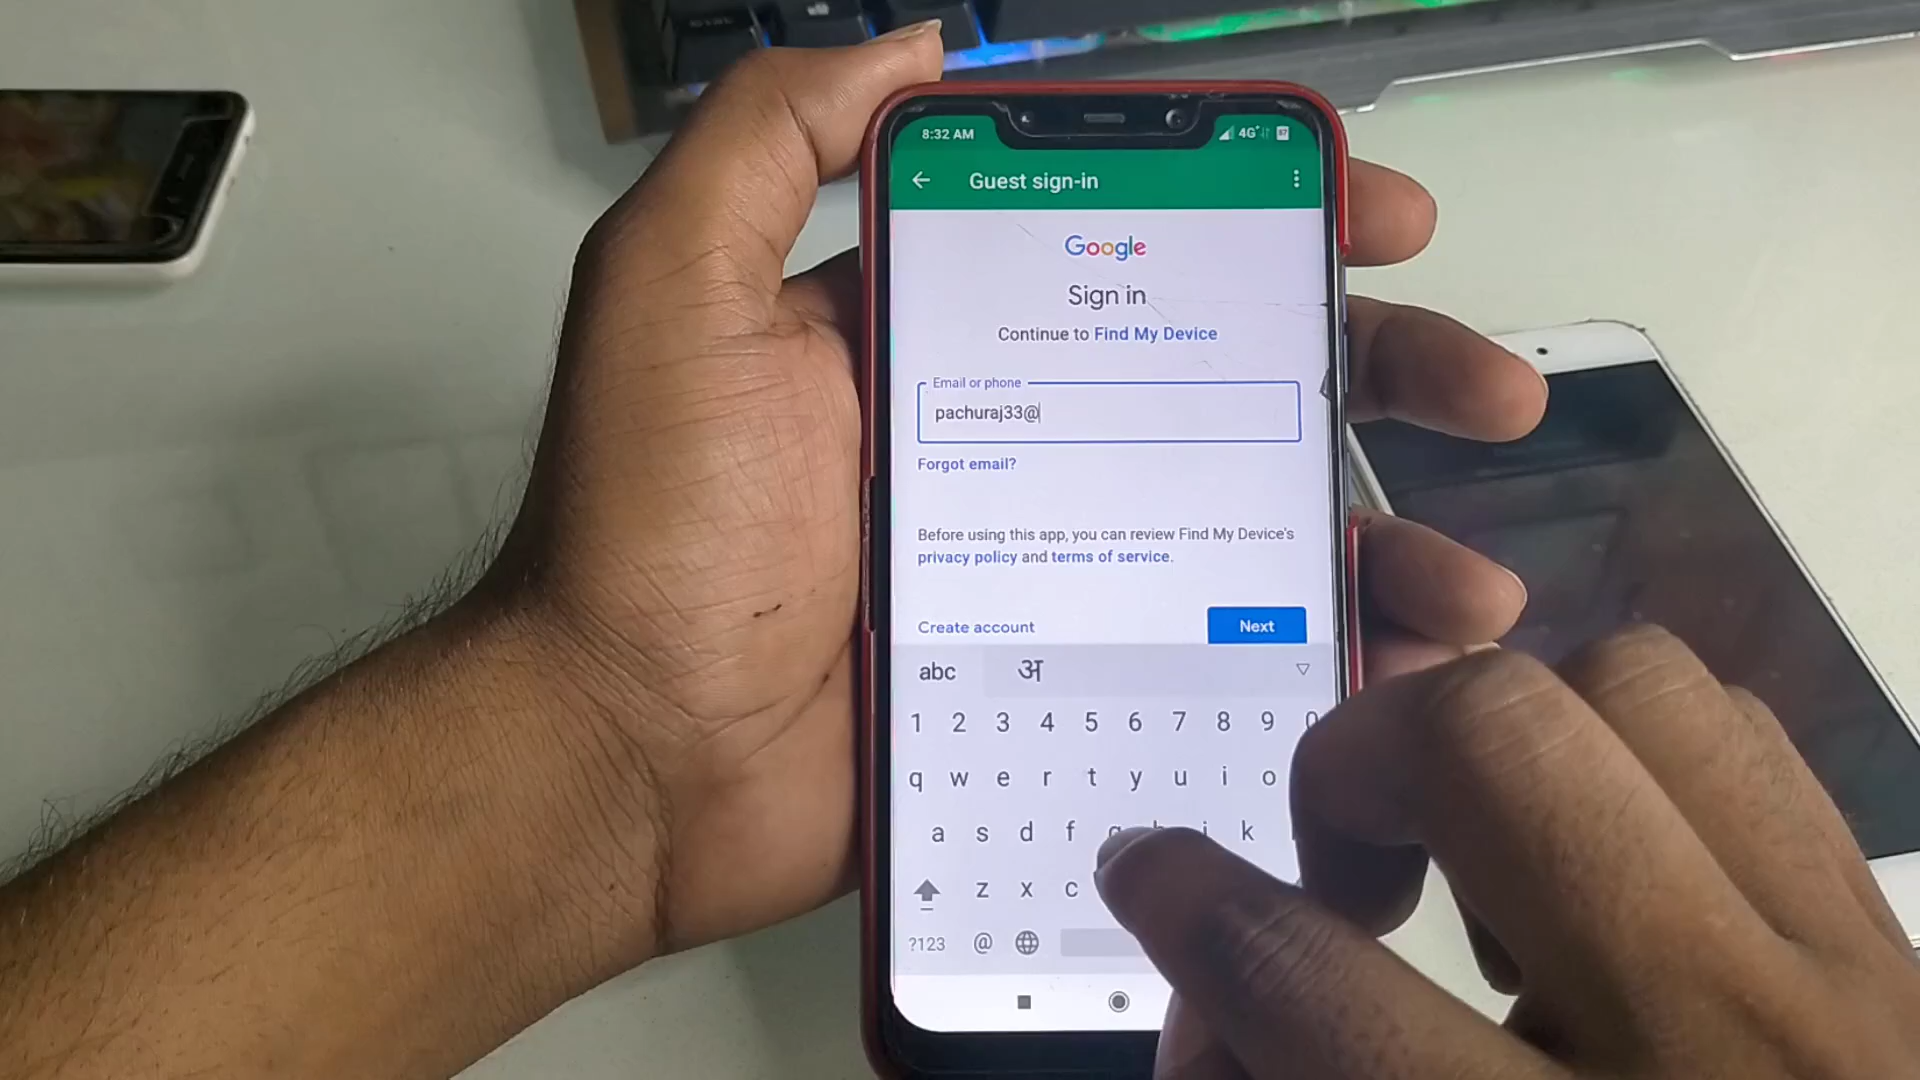 8:32 AM 4G+ 57
Guest sign-in
Google
Sign in
Continue to Find My Device
Email or phone
pachuraj33@
Forgot email?
Before using this app, you can review Find My Device's
privacy policy and terms of service.
Create account Next
abc अ
1 2 3 4 5 6 7 8 9 0
q w e r t y u i o
a s d f g h j k
z x c
?123 @